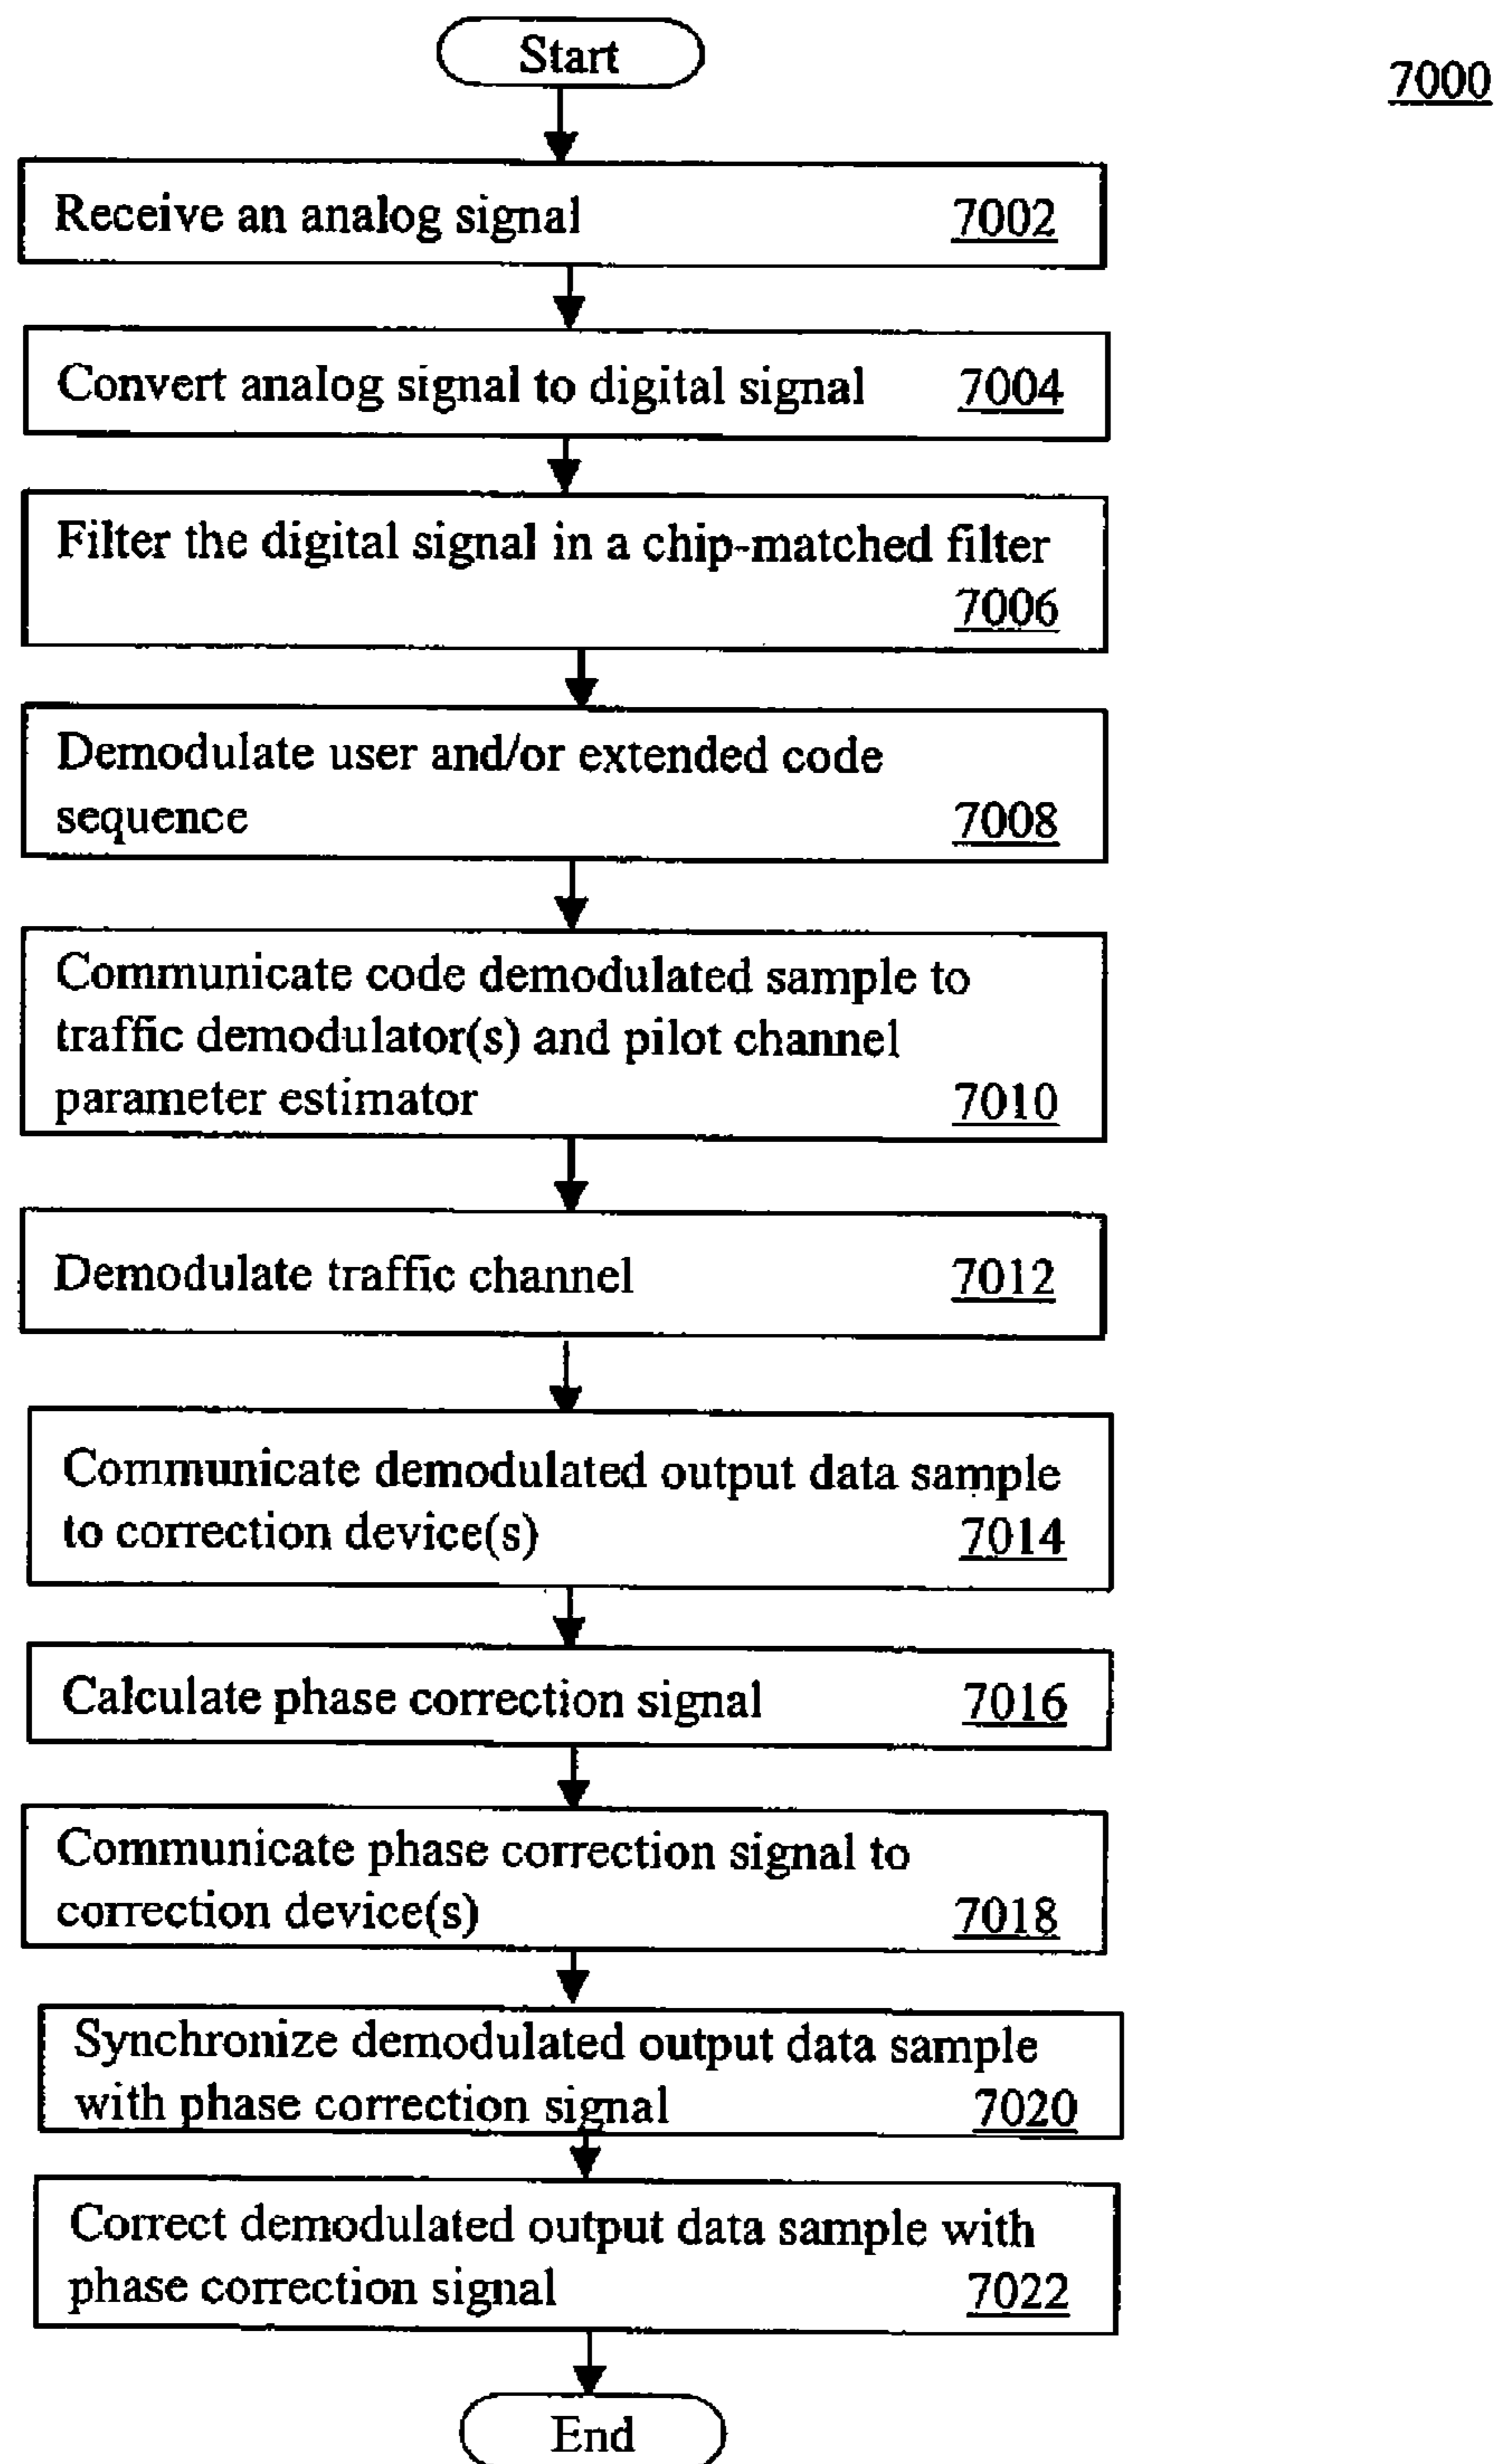 Start
7000
Receive an analog signal 7002
Convert analog signal to digital signal 7004
Filter the digital signal in a chip-matched filter
7006
Demodulate user and/or extended code
sequence 7008
Communicate code demodulated sample to
traffic demodulator(s) and pilot channel
parameter estimator 7010
Demodulate traffic channel 7012
Communicate demodulated output data sample
to correction device(s) 7014
Calculate phase correction signal 7016
Communicate phase correction signal to
correction device(s) 7018
Synchronize demodulated output data sample
with phase correction signal 7020
Correct demodulated output data sample with
phase correction signal 7022
End